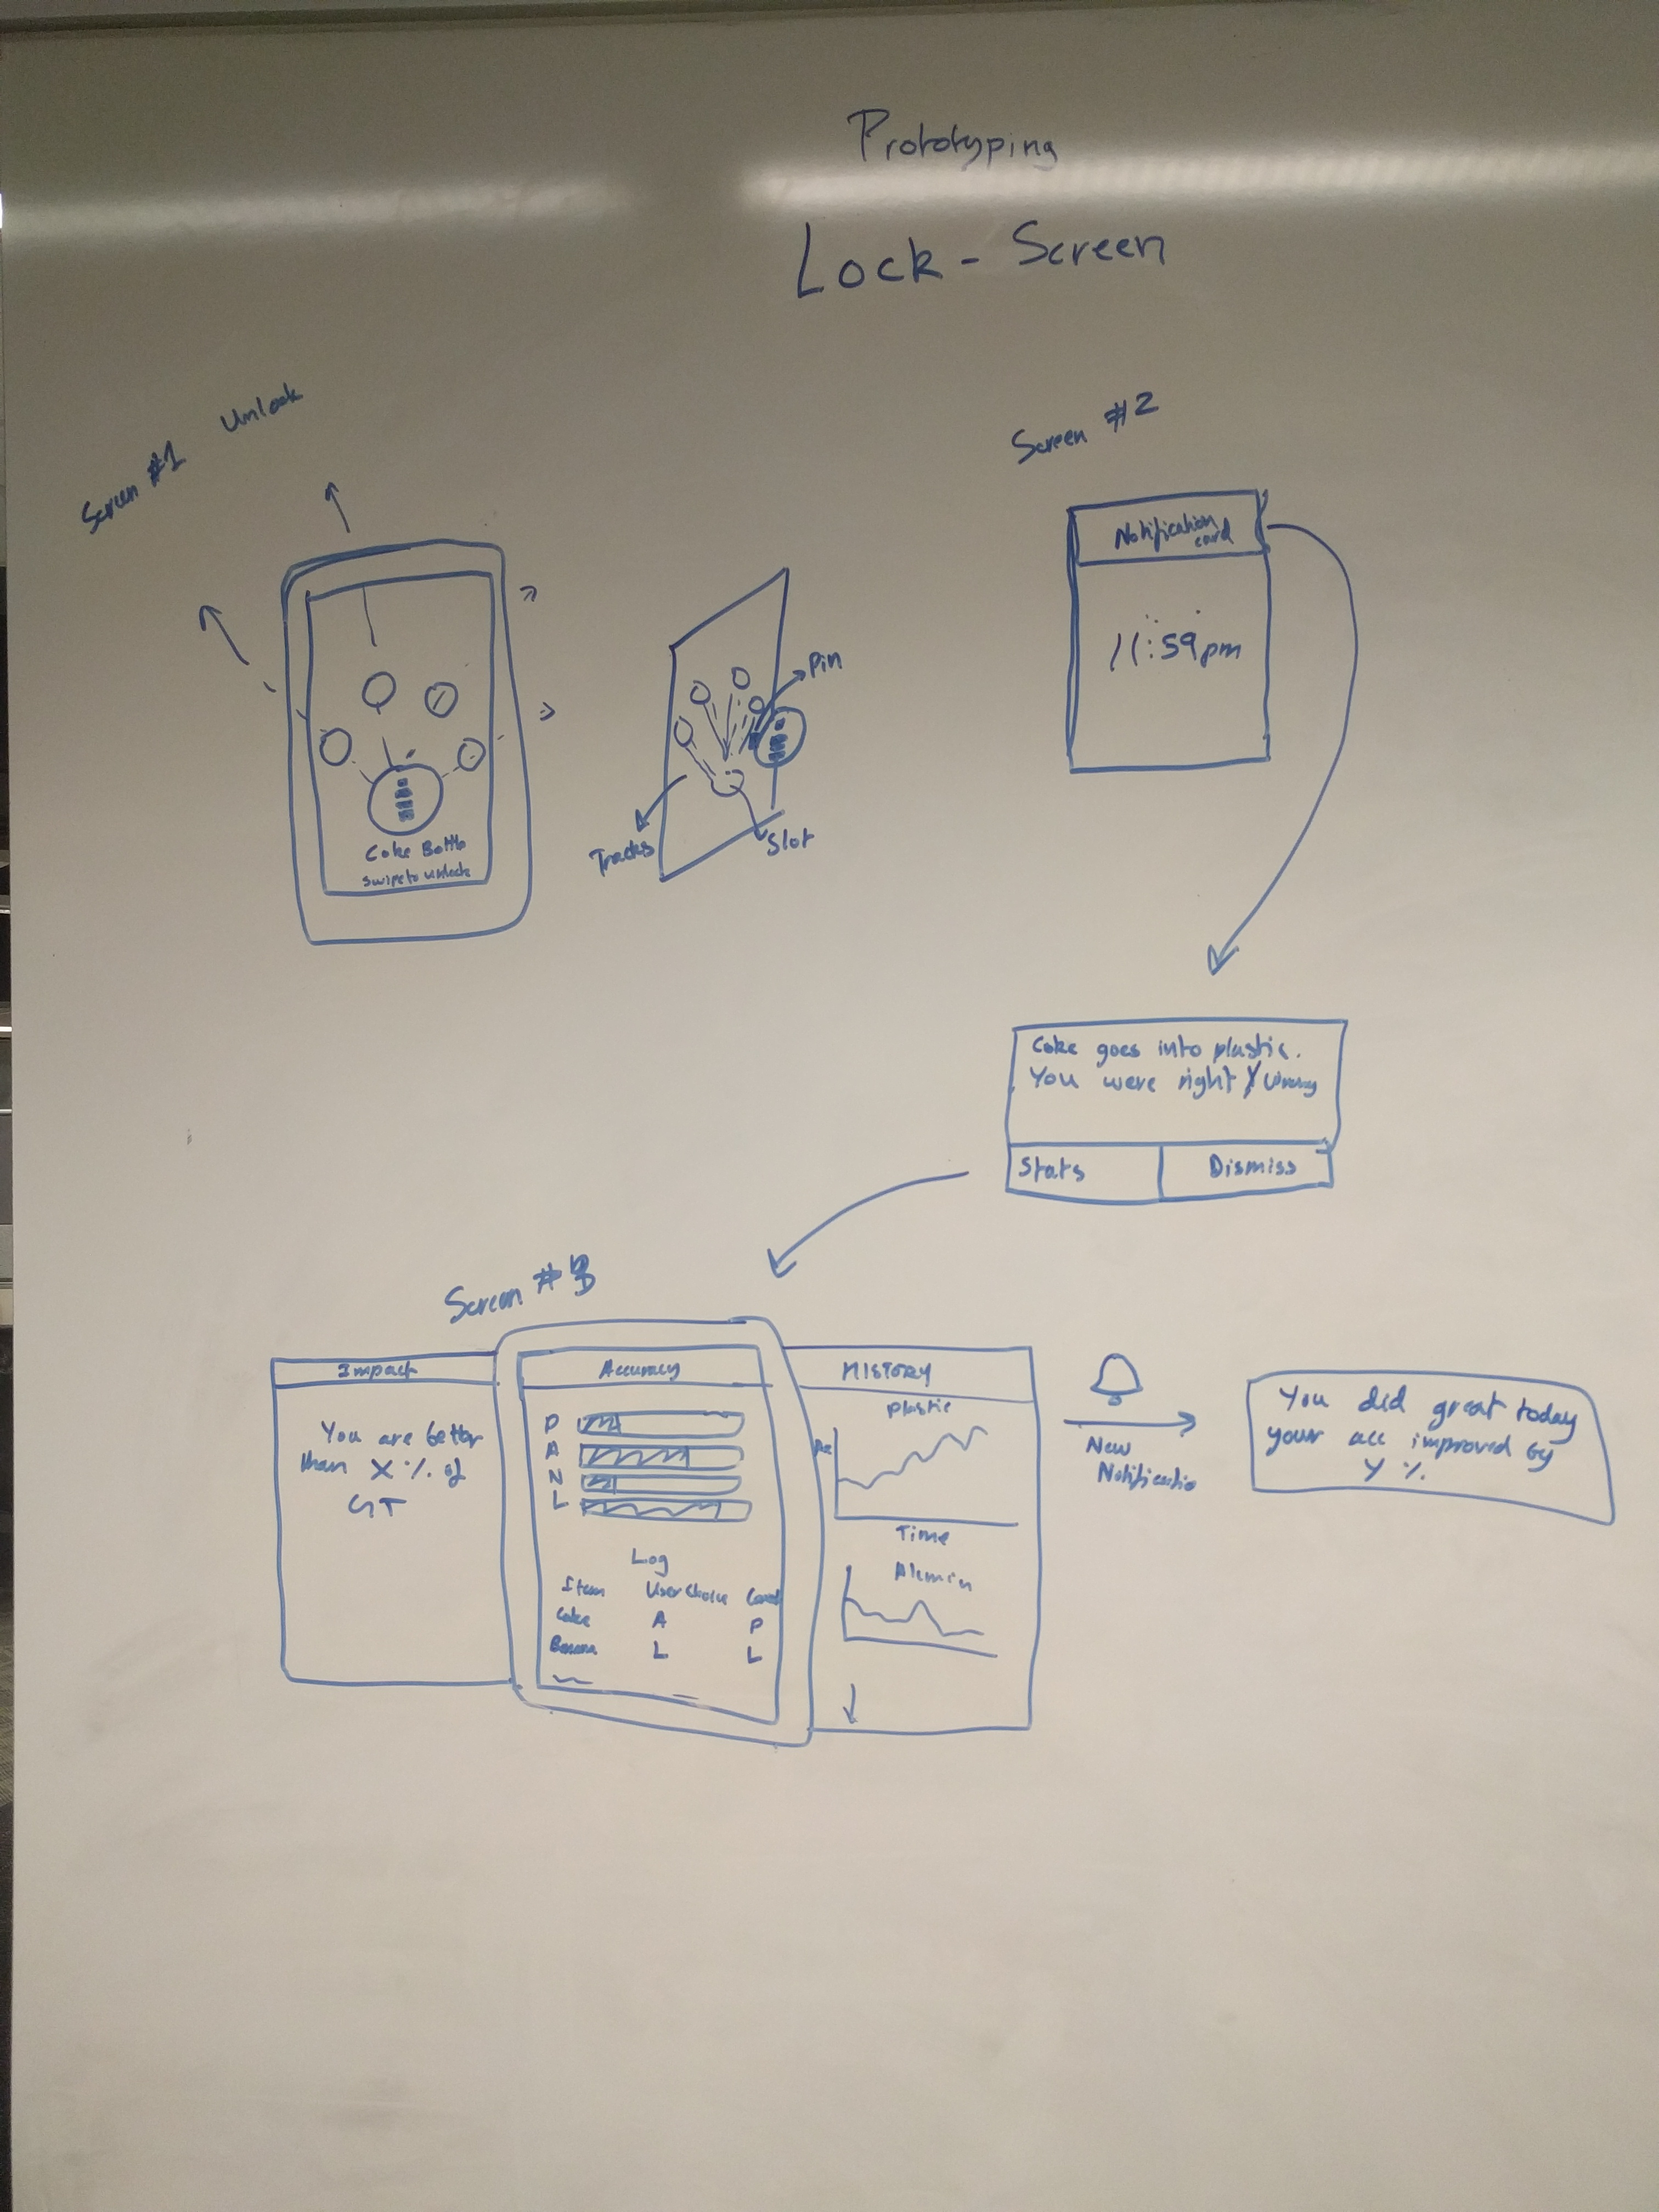 Prototyping
Lock - Screen
Screen #1 Unlock
Coke Bottle
Swipe to unlock
Pin
Tracks
Slot
Screen #2
Notification
card
11:59pm
Coke goes into plastic.
You were right / wrong
Stats
Dismiss
Screen #3
Impact
You are better
than X % of
GT
Accuracy
P
A
N
L
Log
Item User Choice
Coke A P
Banana L L
HISTORY
Plastic
Time
Alumin
New
Notificatio
You did great today
your acc improved by
Y %.